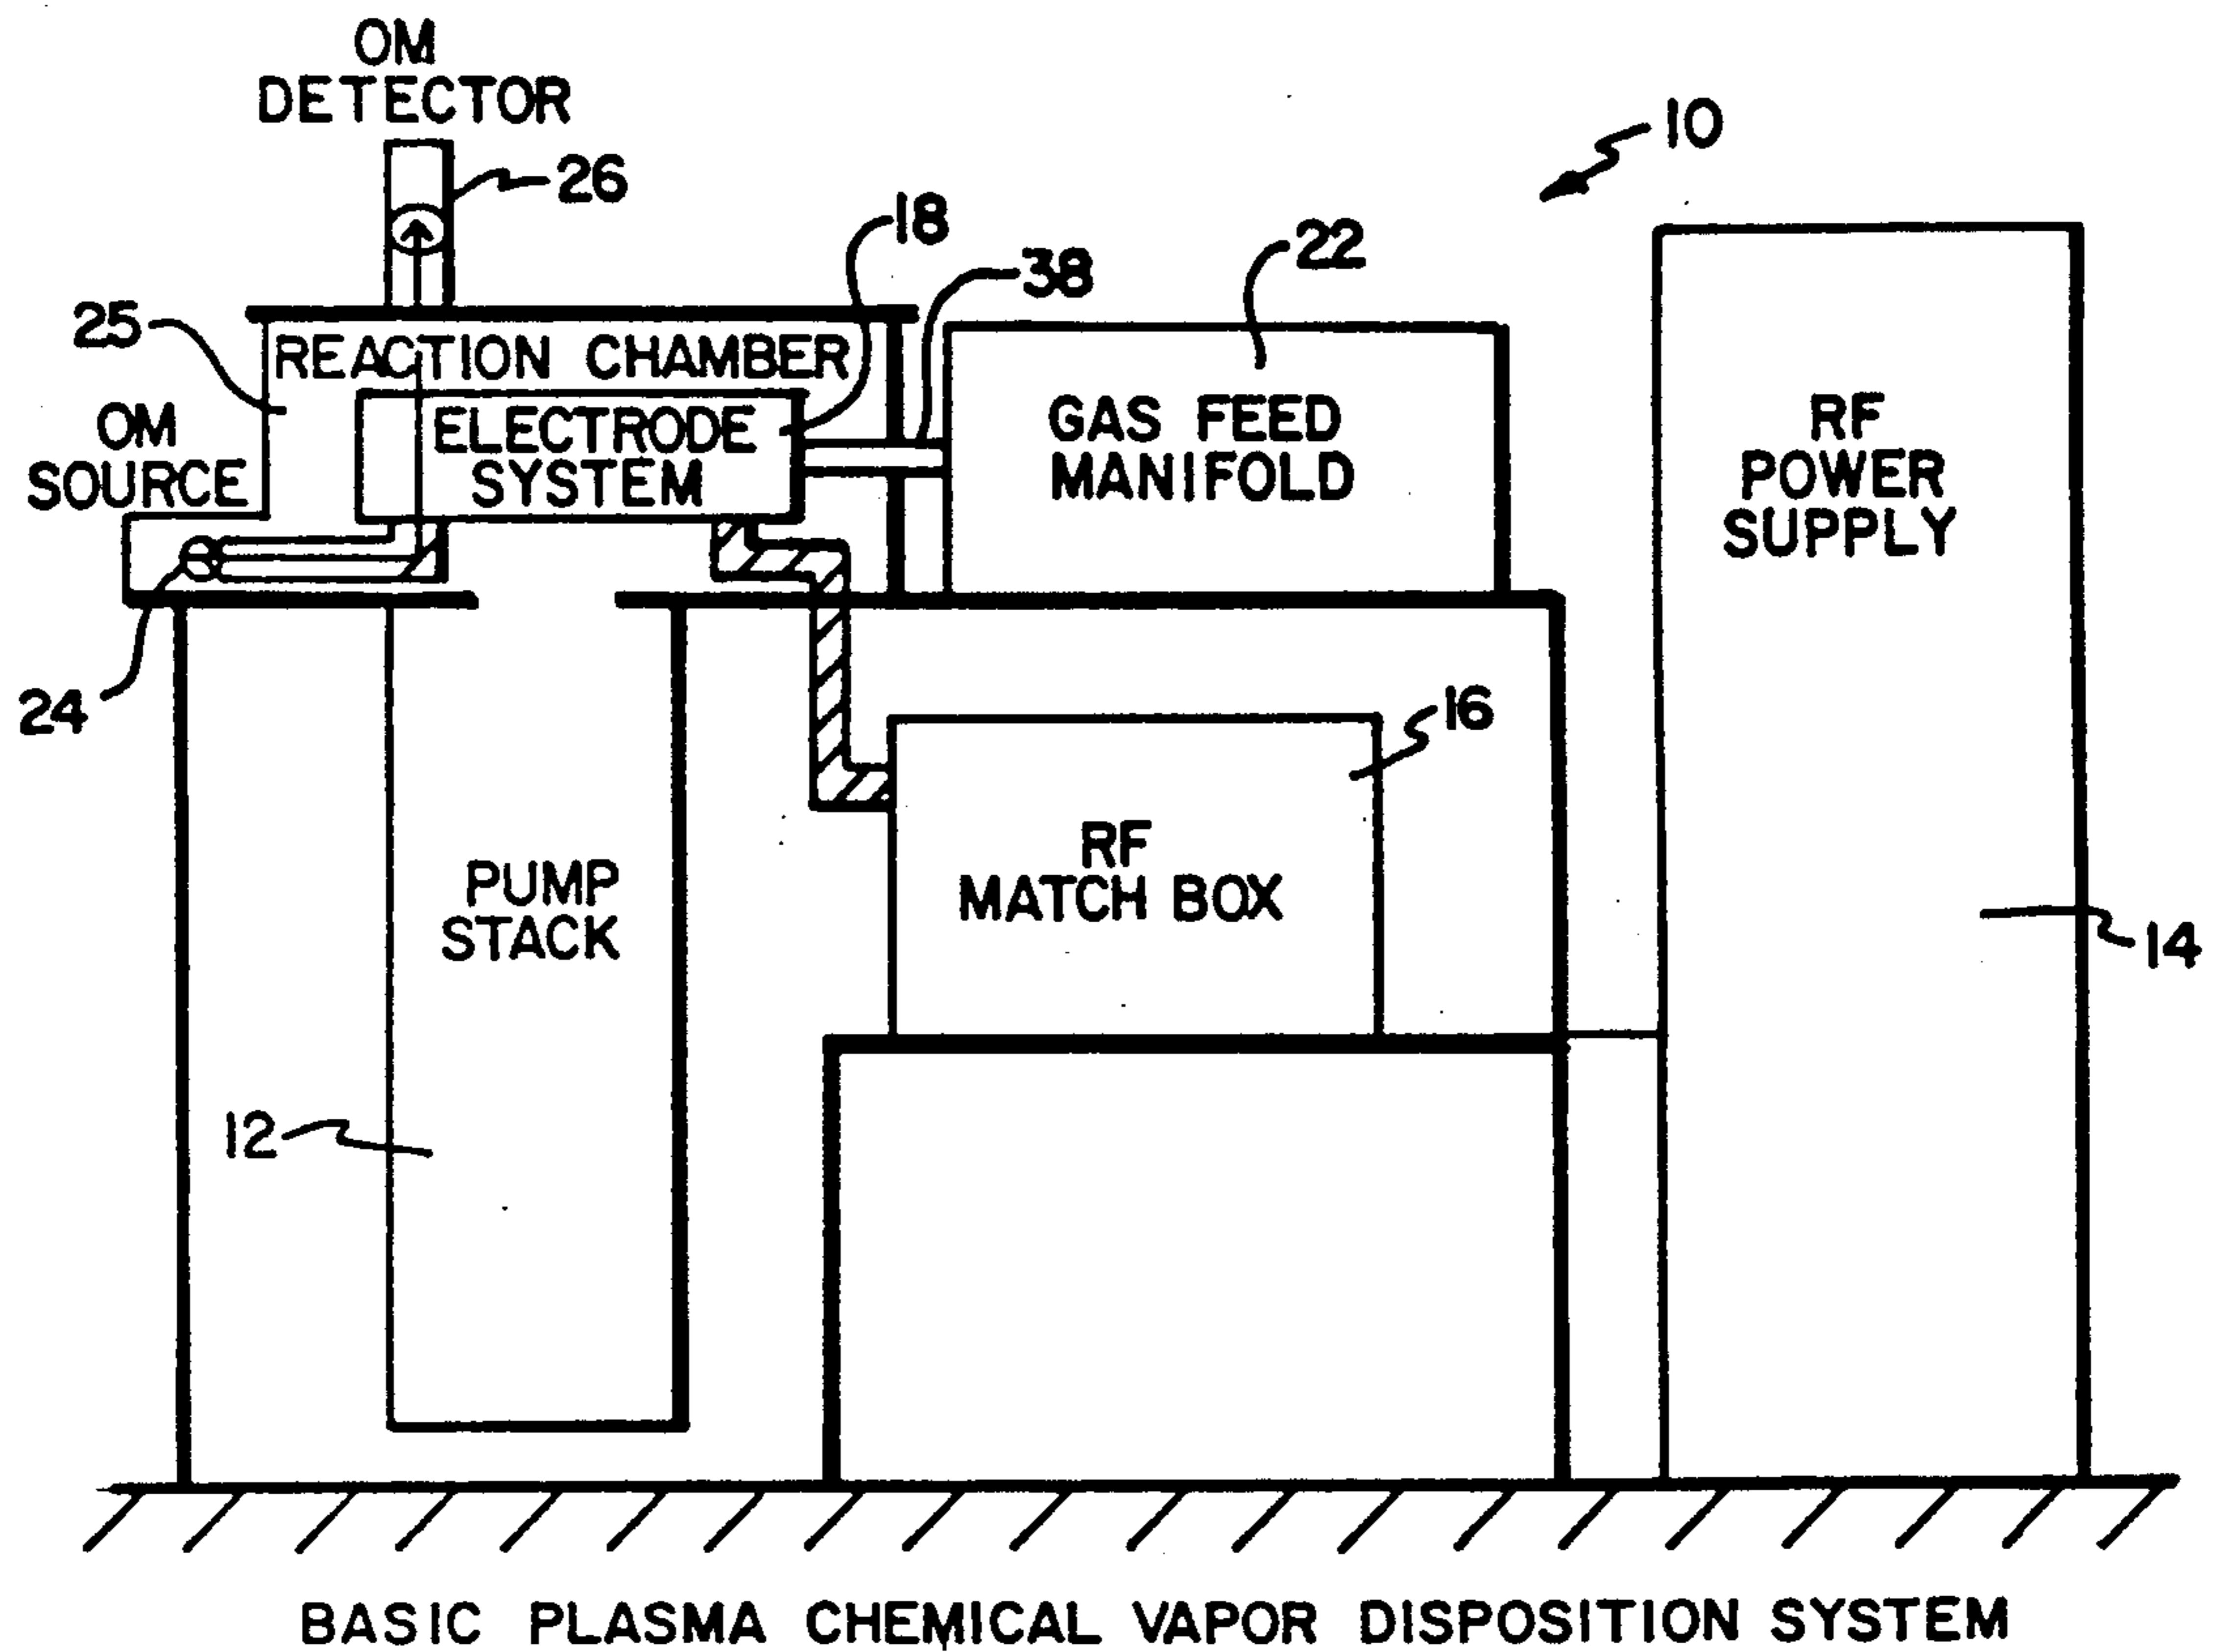 OM
DETECTOR
26
10
18
38
22
25
REACTION CHAMBER
OM
SOURCE
ELECTRODE
SYSTEM
GAS FEED
MANIFOLD
RF
POWER
SUPPLY
24
16
RF
MATCH BOX
PUMP
STACK
14
12
BASIC PLASMA CHEMICAL VAPOR DISPOSITION SYSTEM